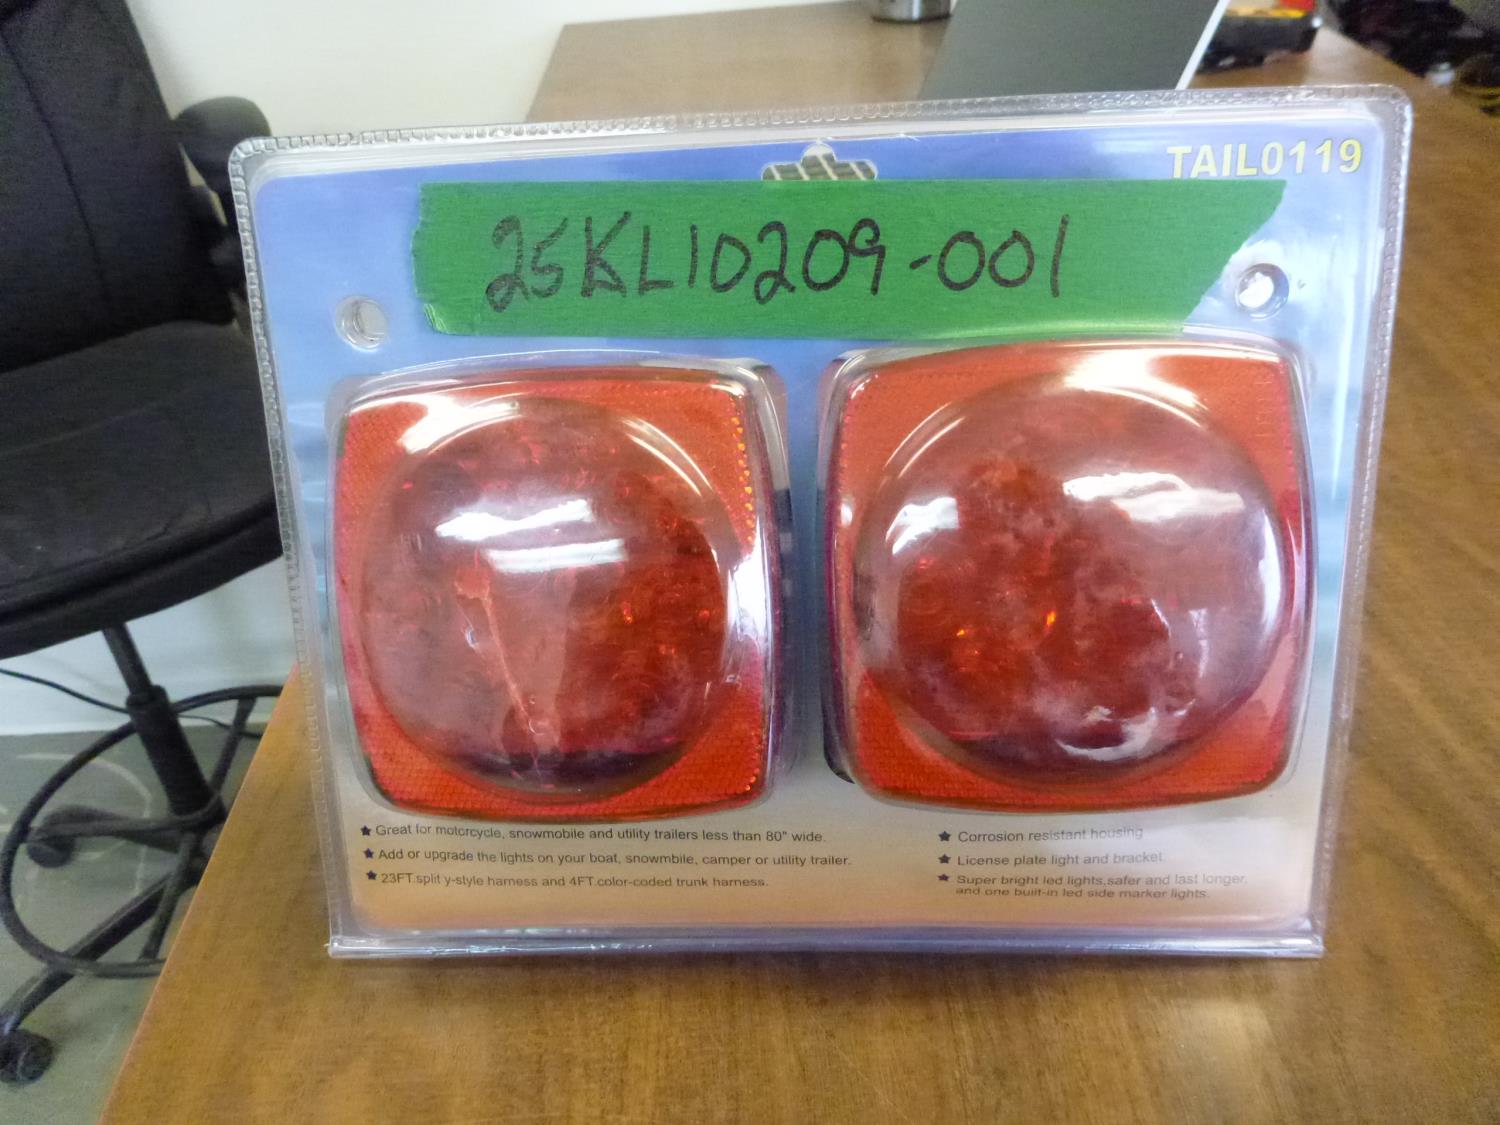 TAIL0119
25KL10209-001
★ Great for motorcycle, snowmobile and utility trailers less than 80" wide.
★ Add or upgrade the lights on your boat, snowmbile, camper or utility trailer.
★ 23FT.split y-style harness and 4FT.color-coded trunk harness.
★ Corrosion resistant housing
★ License plate light and bracket.
★ Super bright led lights,safer and last longer,
and one built-in led side marker lights.